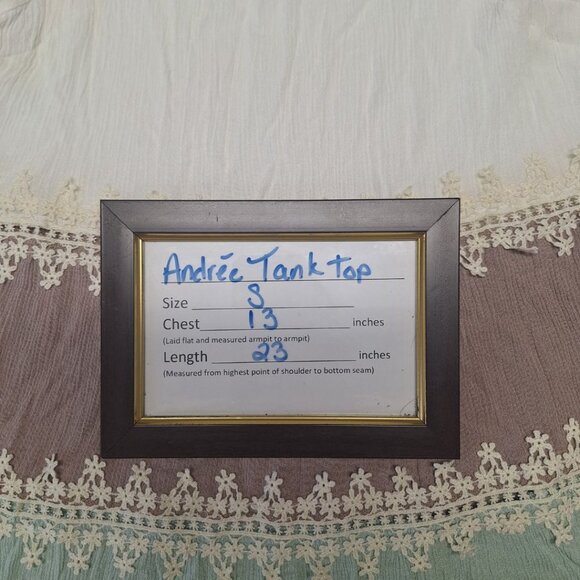 Andrée Tank top
Size S
Chest 13 inches
(Laid flat and measured armpit to armpit)
Length 23 inches
(Measured from highest point of shoulder to bottom seam)